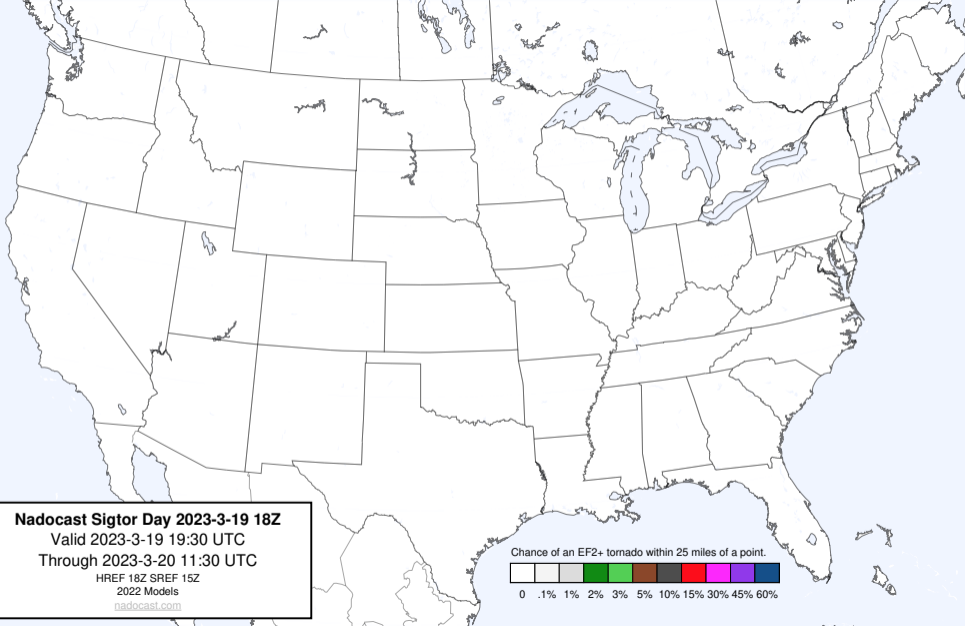 Nadocast Sigtor Day 2023-3-19 18Z
Valid 2023-3-19 19:30 UTC
Through 2023-3-20 11:30 UTC
HREF 18Z SREF 15Z
2022 Models
nadocast.com
Chance of an EF2+ tornado within 25 miles of a point.
0 .1% 1% 2% 3% 5% 10% 15% 30% 45% 60%